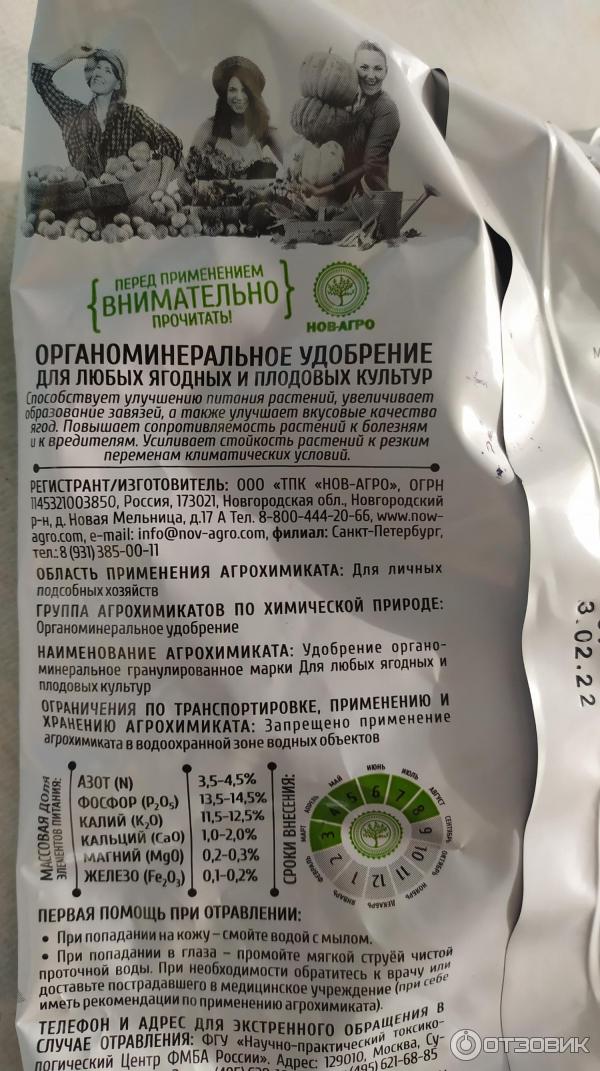 ПЕРЕД ПРИМЕНЕНИЕМ
ВНИМАТЕЛЬНО
ПРОЧИТАТЬ!
НОВ-АГРО
ОРГАНОМИНЕРАЛЬНОЕ УДОБРЕНИЕ
ДЛЯ ЛЮБЫХ ЯГОДНЫХ И ПЛОДОВЫХ КУЛЬТУР
Способствует улучшению питания растений, увеличивает
образование завязей, а также улучшает вкусовые качества
ягод. Повышает сопротивляемость растений к болезням
и к вредителям. Усиливает стойкость растений к резким
переменам климатических условий.
РЕГИСТРАНТ/ИЗГОТОВИТЕЛЬ: ООО «ТПК «НОВ-АГРО», ОГРН
1145321003850, Россия, 173021, Новгородская обл., Новгородский
р-н, д. Новая Мельница, д.17 А Тел. 8-800-444-20-66, www.now-
agro.com, e-mail: info@nov-agro.com, филиал: Санкт-Петербург,
тел.: 8 (931) 385-00-11
ОБЛАСТЬ ПРИМЕНЕНИЯ АГРОХИМИКАТА: Для личных
подсобных хозяйств
ГРУППА АГРОХИМИКАТОВ ПО ХИМИЧЕСКОЙ ПРИРОДЕ:
Органоминеральное удобрение
НАИМЕНОВАНИЕ АГРОХИМИКАТА: Удобрение органо-
минеральное гранулированное марки Для любых ягодных и
плодовых культур
ОГРАНИЧЕНИЯ ПО ТРАНСПОРТИРОВКЕ, ПРИМЕНЕНИЮ И
ХРАНЕНИЮ АГРОХИМИКАТА: Запрещено применение
агрохимиката в водоохранной зоне водных объектов
МАССОВАЯ ДОЛЯ
ЭЛЕМЕНТОВ ПИТАНИЯ:
АЗОТ (N) 3,5-4,5%
ФОСФОР (P₂O₅) 13,5-14,5%
КАЛИЙ (K₂O) 11,5-12,5%
КАЛЬЦИЙ (CaO) 1,0-2,0%
МАГНИЙ (MgO) 0,2-0,3%
ЖЕЛЕЗО (Fe₂O₃) 0,1-0,2%
СРОКИ ВНЕСЕНИЯ:
ЯНВАРЬ 1
ФЕВРАЛЬ 2
МАРТ 3
АПРЕЛЬ 4
МАЙ 5
ИЮНЬ 6
ИЮЛЬ 7
АВГУСТ 8
СЕНТЯБРЬ 9
ОКТЯБРЬ 10
НОЯБРЬ 11
ДЕКАБРЬ 12
ПЕРВАЯ ПОМОЩЬ ПРИ ОТРАВЛЕНИИ:
• При попадании на кожу – смойте водой с мылом.
• При попадании в глаза – промойте мягкой струёй чистой
проточной воды. При необходимости обратитесь к врачу или
доставьте пострадавшего в медицинское учреждение (при себе
иметь рекомендации по применению агрохимиката).
ТЕЛЕФОН И АДРЕС ДЛЯ ЭКСТРЕННОГО ОБРАЩЕНИЯ В
СЛУЧАЕ ОТРАВЛЕНИЯ: ФГУ «Научно-практический токсико-
логический Центр ФМБА России». Адрес: 129010, Москва, Су-
621-68-85
3.02.22
ОТЗОВИК